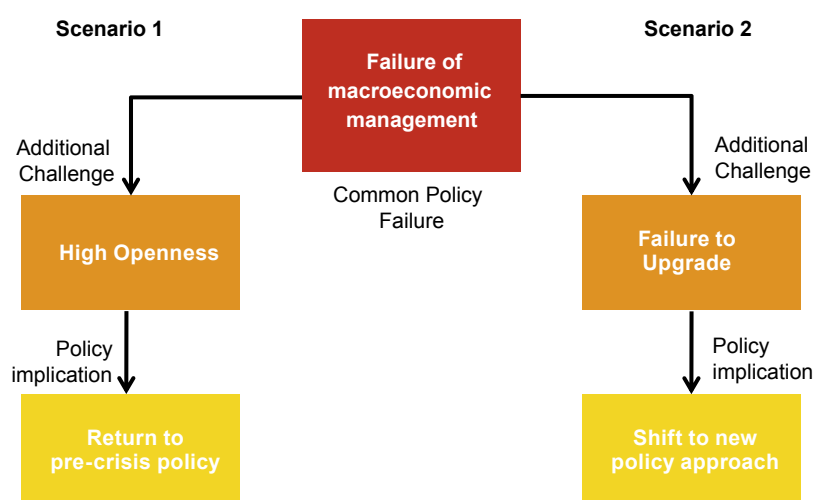 Scenario 1
Scenario 2
Failure of
macroeconomic
management
Additional
Challenge
Additional
Challenge
Common Policy
Failure
High Openness
Failure to
Upgrade
Policy
implication
Policy
implication
Return to
pre-crisis policy
Shift to new
policy approach